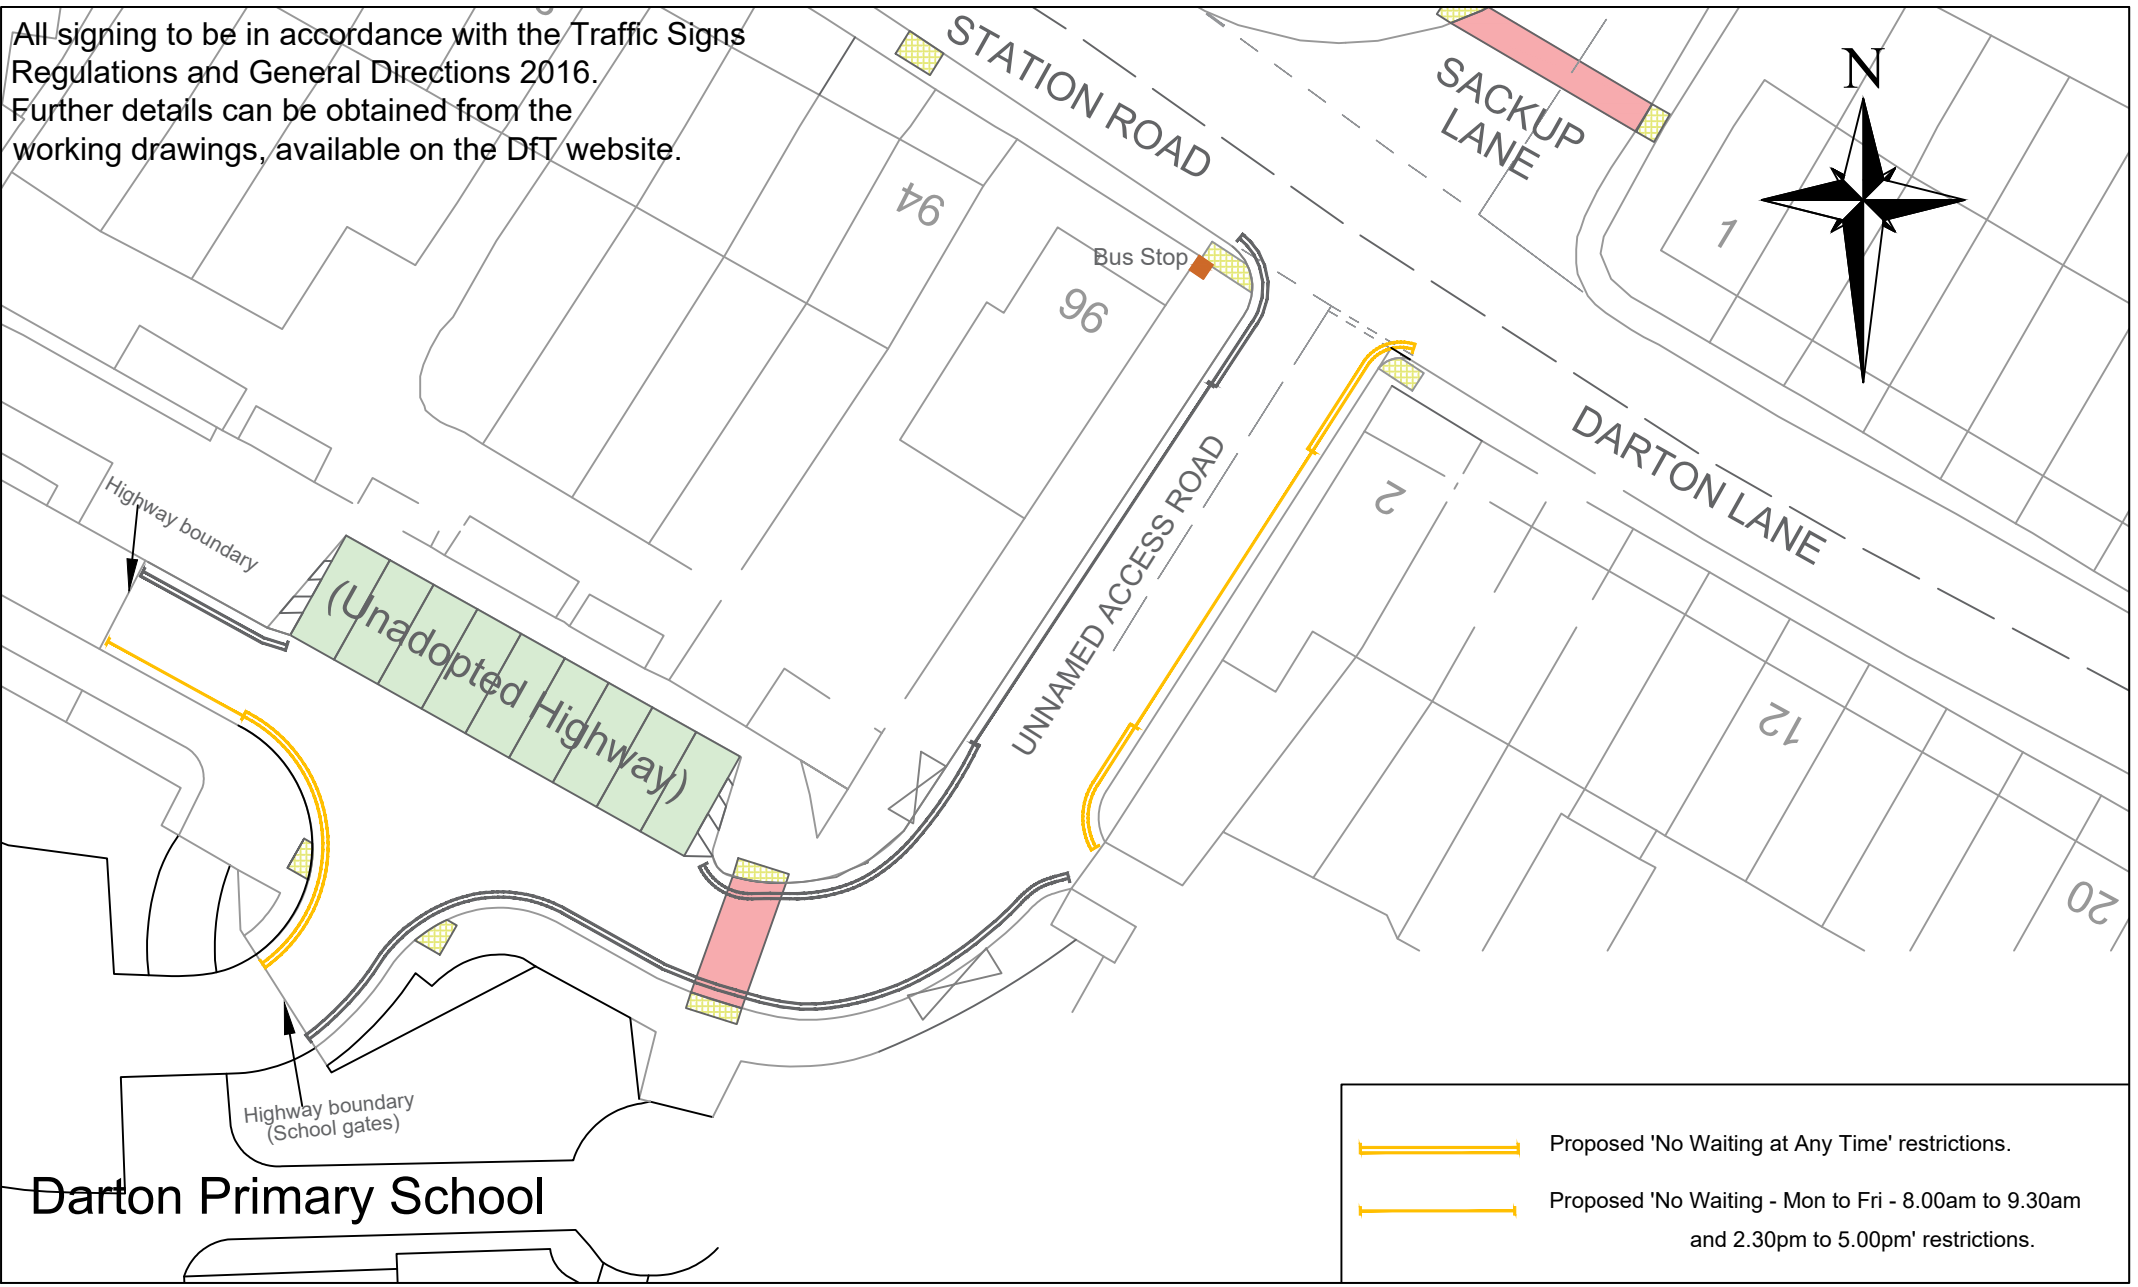 All signing to be in accordance with the Traffic Signs
Regulations and General Directions 2016.
Further details can be obtained from the
working drawings, available on the DfT website.
STATION ROAD
SACKUP
LANE
N
94
1
Bus Stop
96
DARTON LANE
UNNAMED ACCESS ROAD
2
Highway boundary
(Unadopted Highway)
12
20
Highway boundary
(School gates)
Darton Primary School
Proposed 'No Waiting at Any Time' restrictions.
Proposed 'No Waiting - Mon to Fri - 8.00am to 9.30am
and 2.30pm to 5.00pm' restrictions.